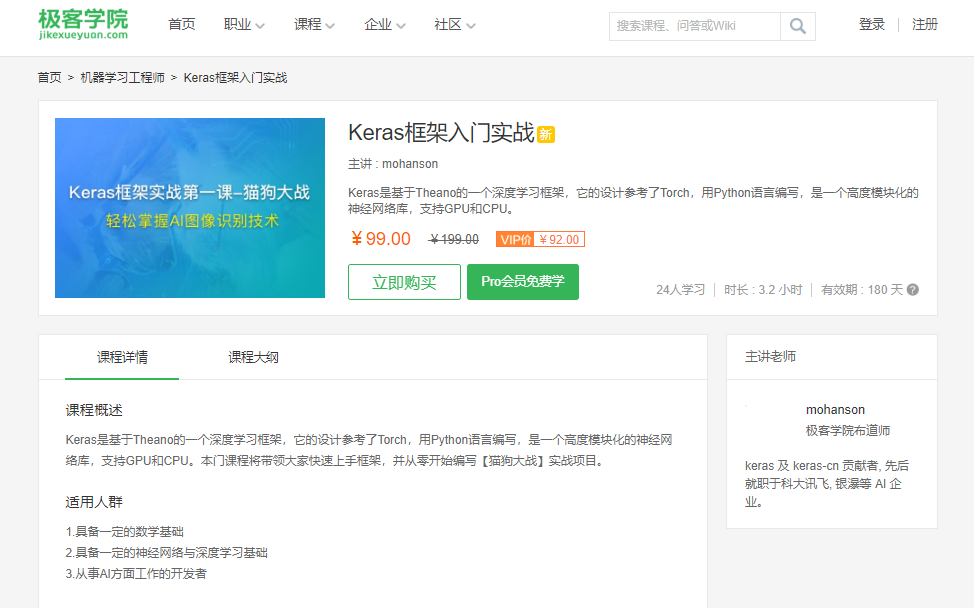 极客学院
jikexueyuan.com
首页 职业 课程 企业 社区 搜索课程、问答或Wiki 登录 注册
首页 > 机器学习工程师 > Keras框架入门实战
Keras框架实战第一课–猫狗大战
轻松掌握AI图像识别技术
Keras框架入门实战 新
主讲 : mohanson
Keras是基于Theano的一个深度学习框架，它的设计参考了Torch，用Python语言编写，是一个高度模块化的
神经网络库，支持GPU和CPU。
￥99.00 ￥199.00 VIP价 ￥92.00
立即购买 Pro会员免费学
24人学习 时长 : 3.2 小时 有效期 : 180 天 ?
课程详情 课程大纲
课程概述
Keras是基于Theano的一个深度学习框架，它的设计参考了Torch，用Python语言编写，是一个高度模块化的神经网
络库，支持GPU和CPU。本门课程将带领大家快速上手框架，并从零开始编写【猫狗大战】实战项目。
适用人群
1.具备一定的数学基础
2.具备一定的神经网络与深度学习基础
3.从事AI方面工作的开发者
主讲老师
mohanson
极客学院布道师
keras 及 keras-cn 贡献者, 先后
就职于科大讯飞, 银瀑等 AI 企
业。